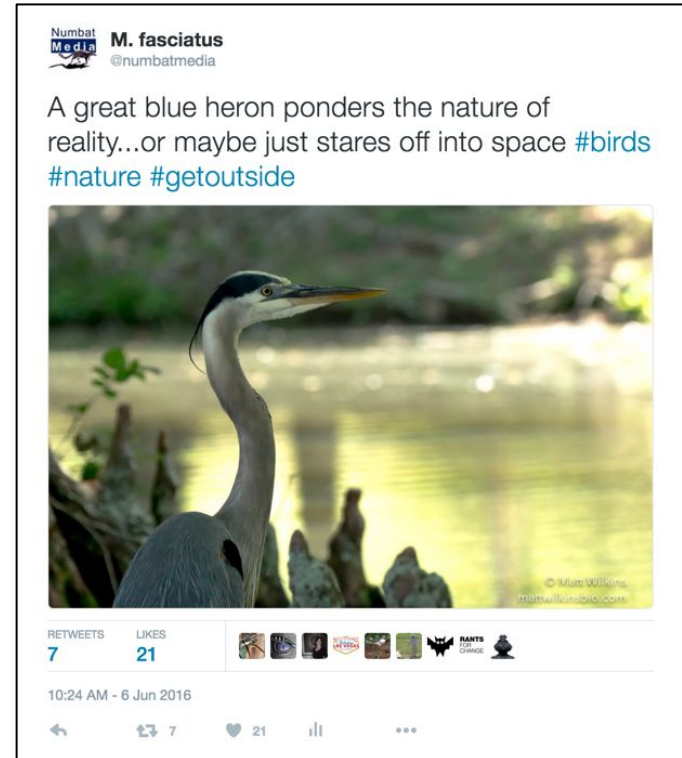 Numbat
Media
M. fasciatus
@numbatmedia
A great blue heron ponders the nature of
reality...or maybe just stares off into space #birds
#nature #getoutside
© Matt Wilkins
mattwilkinsbio.com
RETWEETS
LIKES
7
21
LAS VEGAS
RANTS
FOR
CHANGE
10:24 AM - 6 Jun 2016
7
21